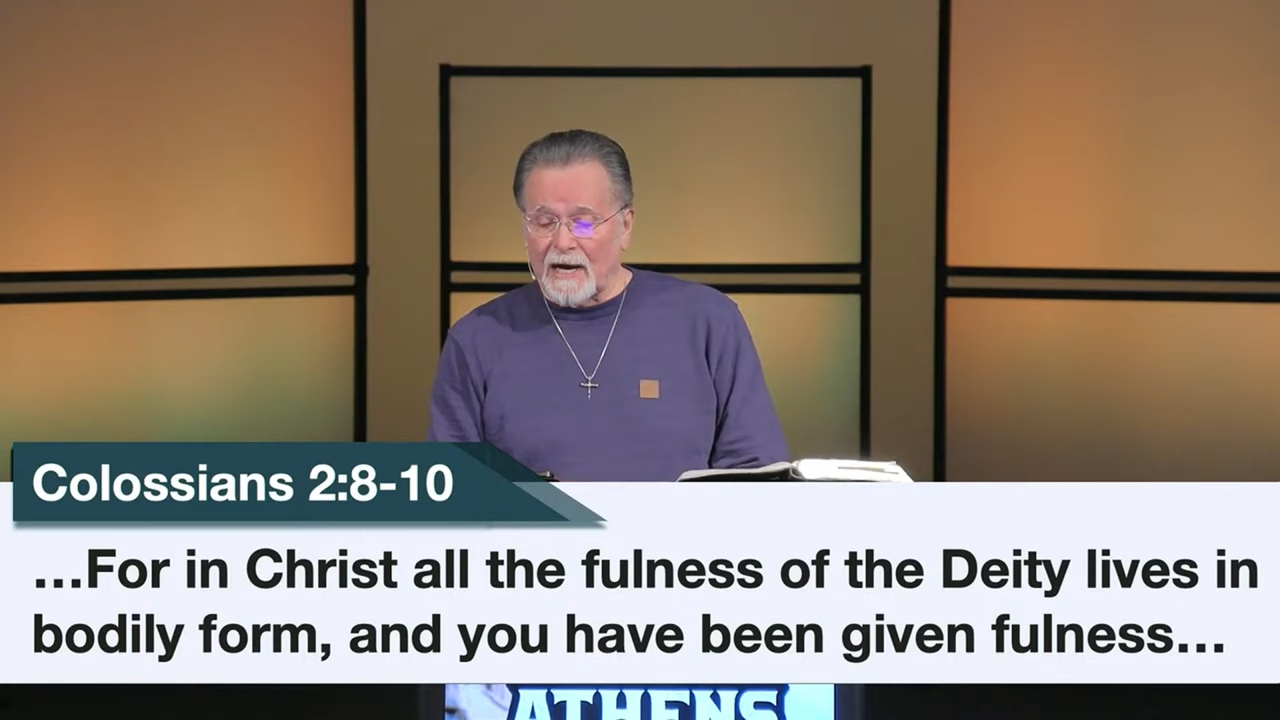 Colossians 2:8-10
...For in Christ all the fulness of the Deity lives in
bodily form, and you have been given fulness...
ATHENS